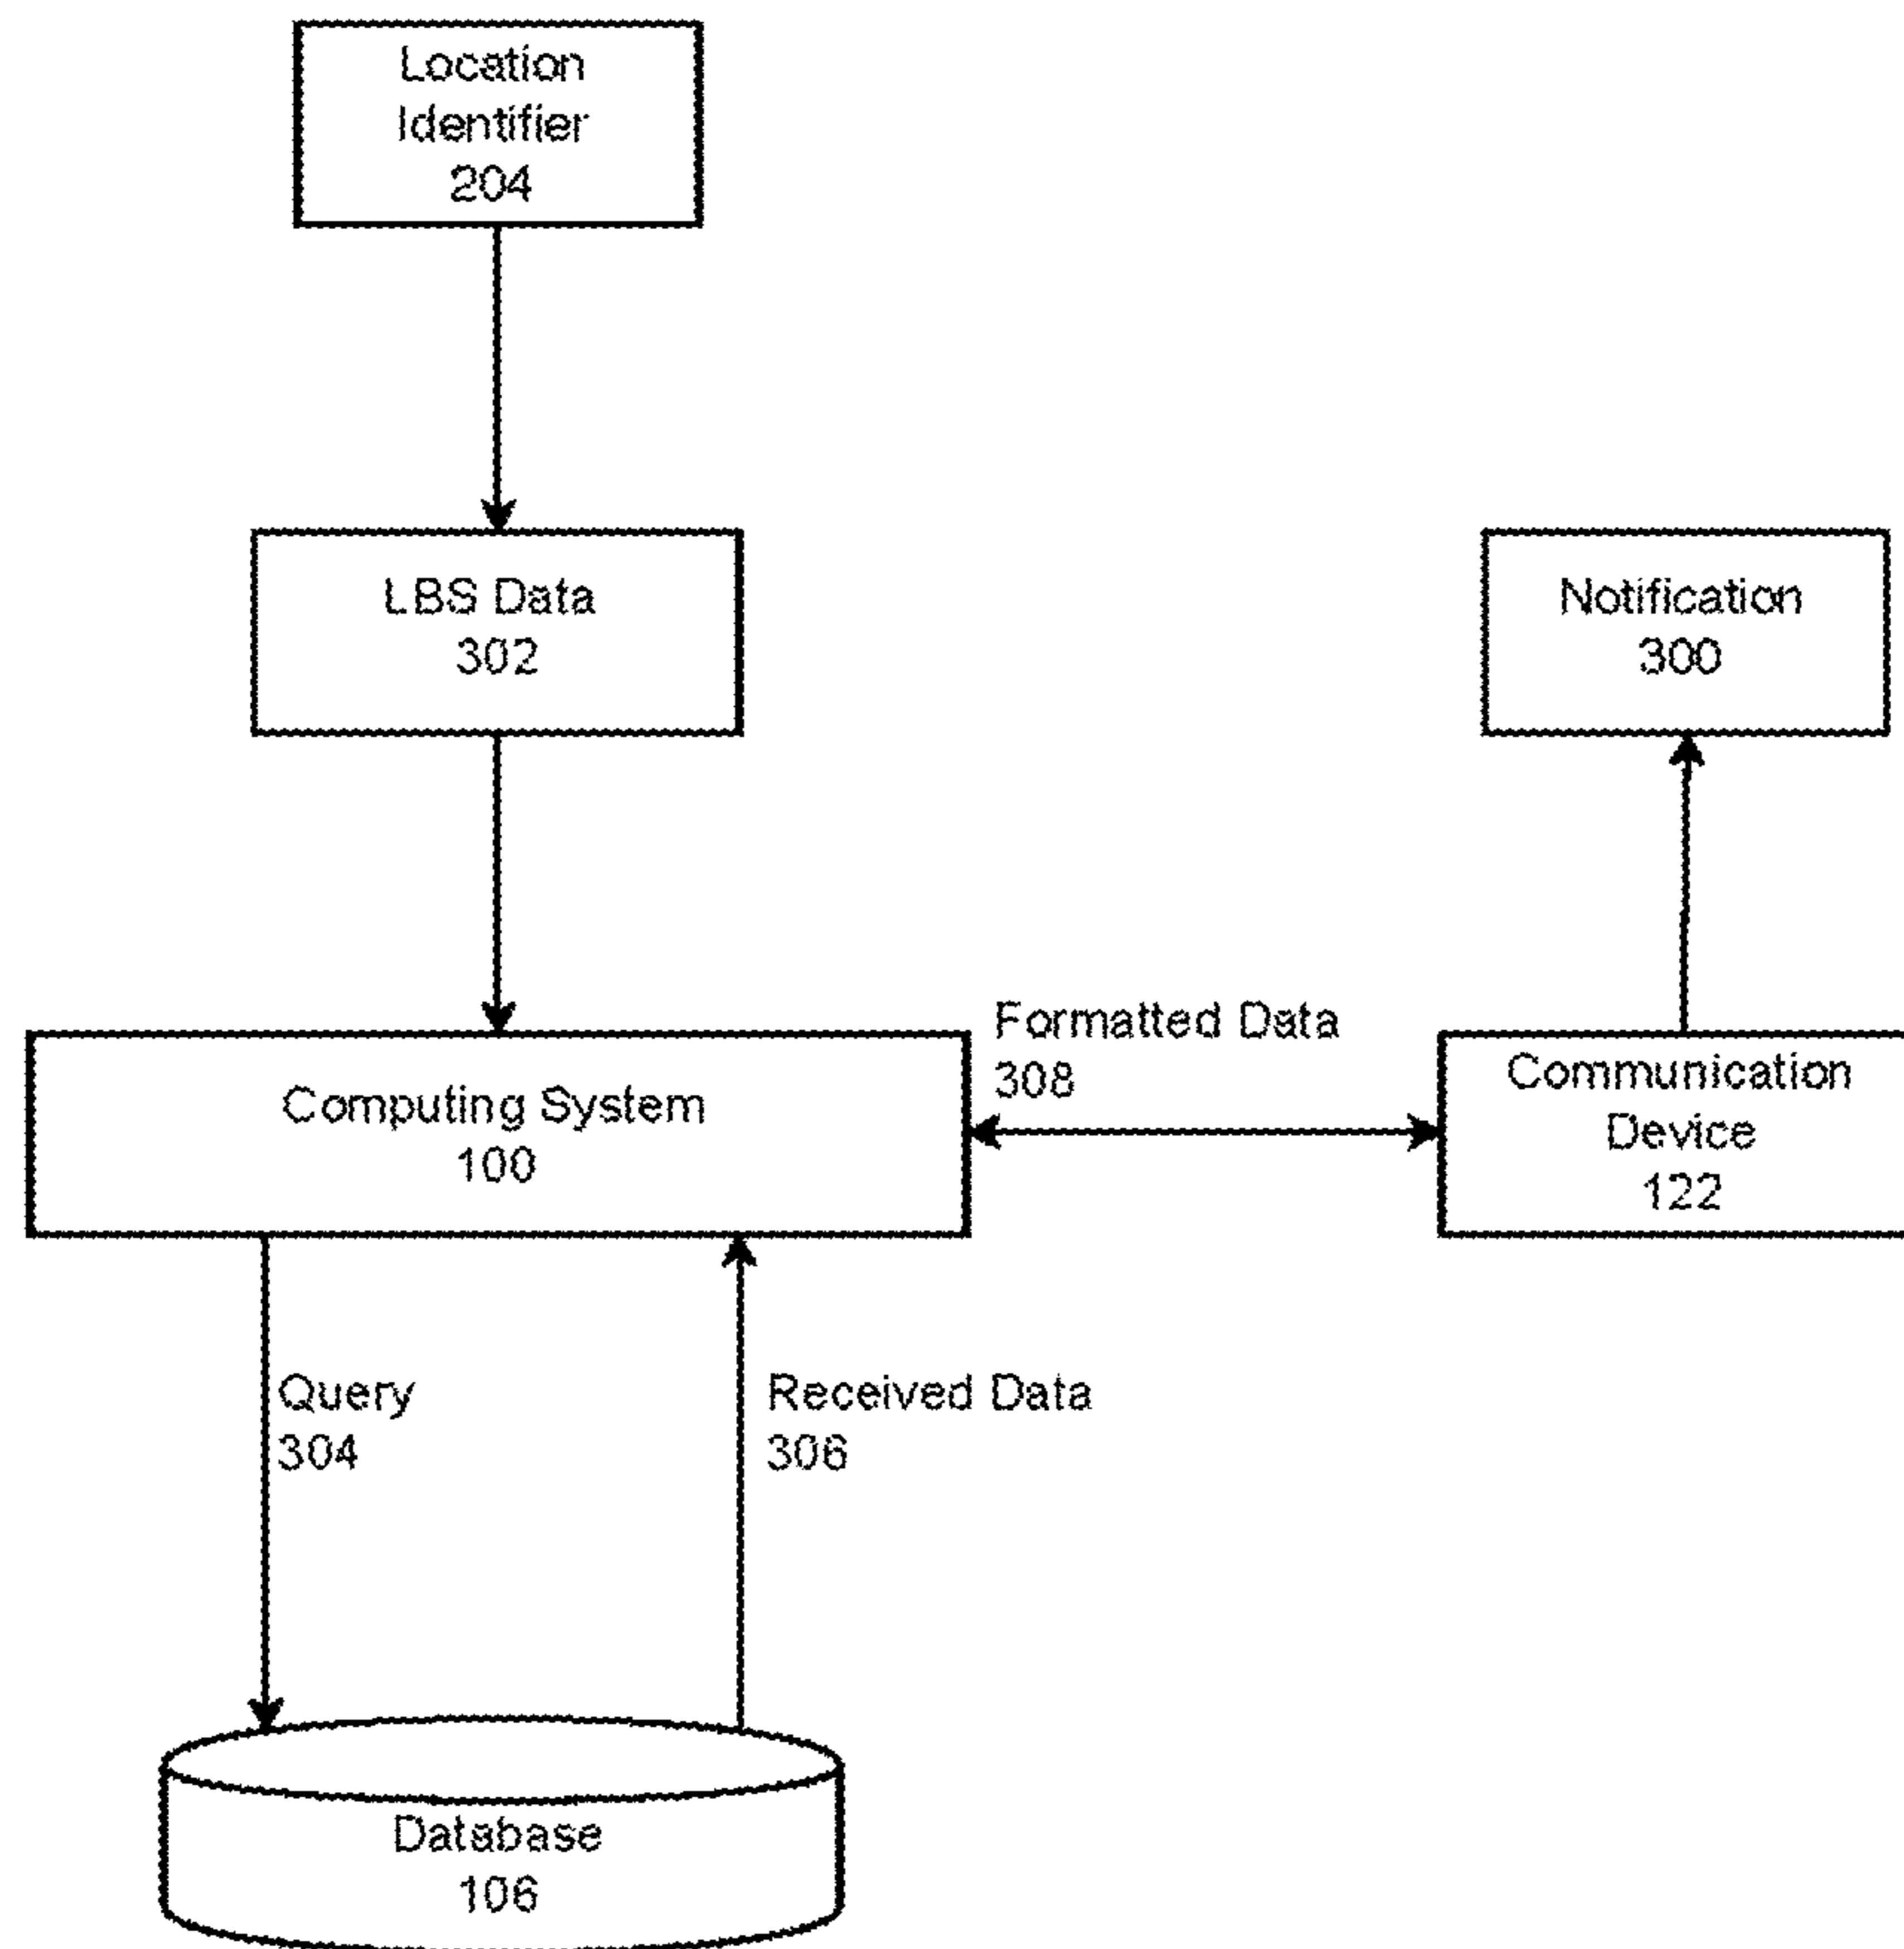 Location
Identifier
204
LBS Data
302
Notification
300
Formatted Data
308
Computing System
100
Communication
Device
122
Query
304
Received Data
306
Database
106